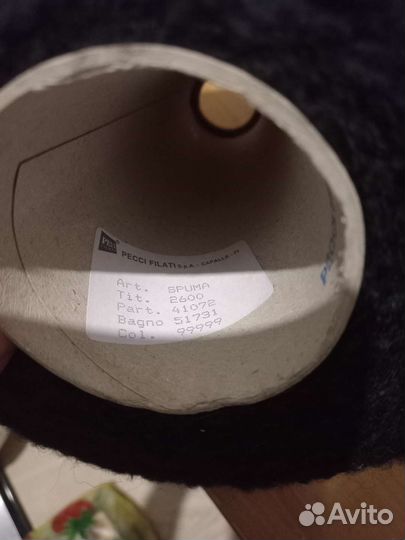 PECCI FILATI S.P.A. - CAPALLE - FI
Art. SPUMA
Tit. 2600
Part. 41072
Bagno 51731
Col. 99999
Avito